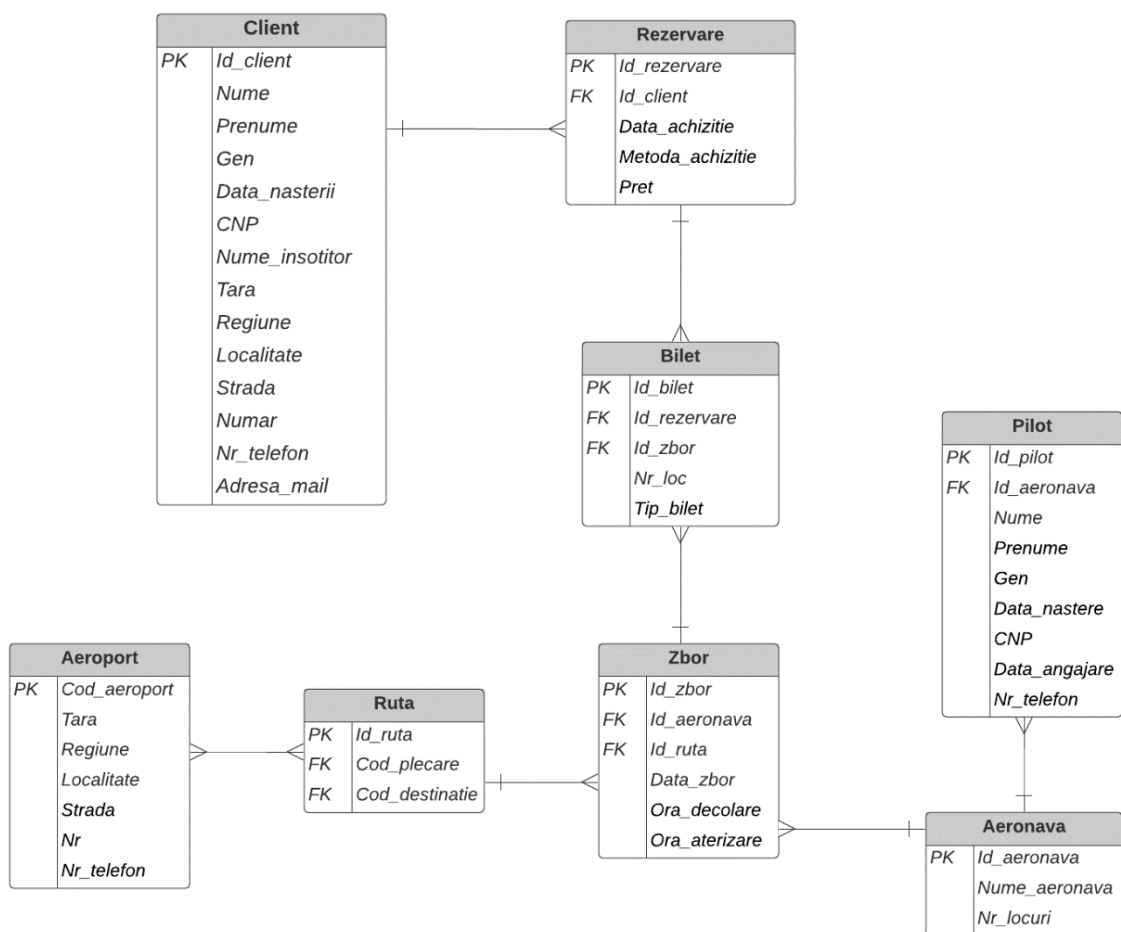 Client
PK Id_client
Nume
Prenume
Gen
Data_nasterii
CNP
Nume_insotitor
Tara
Regiune
Localitate
Strada
Numar
Nr_telefon
Adresa_mail
Rezervare
PK Id_rezervare
FK Id_client
Data_achizitie
Metoda_achizitie
Pret
Bilet
PK Id_bilet
FK Id_rezervare
FK Id_zbor
Nr_loc
Tip_bilet
Pilot
PK Id_pilot
FK Id_aeronava
Nume
Prenume
Gen
Data_nastere
CNP
Data_angajare
Nr_telefon
Aeroport
PK Cod_aeroport
Tara
Regiune
Localitate
Strada
Nr
Nr_telefon
Ruta
PK Id_ruta
FK Cod_plecare
FK Cod_destinatie
Zbor
PK Id_zbor
FK Id_aeronava
FK Id_ruta
Data_zbor
Ora_decolare
Ora_aterizare
Aeronava
PK Id_aeronava
Nume_aeronava
Nr_locuri